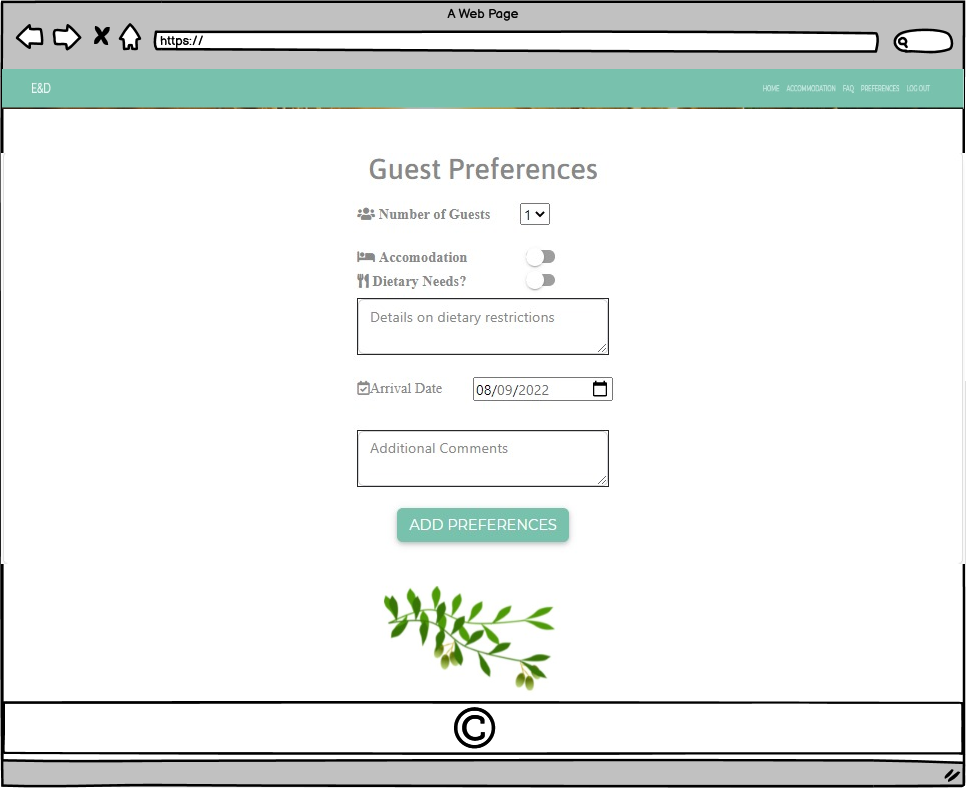 A Web Page
https://
E&D
HOME ACCOMMODATION FAQ PREFERENCES LOG OUT
Guest Preferences
Number of Guests 1
Accomodation
Dietary Needs?
Details on dietary restrictions
Arrival Date 08/09/2022
Additional Comments
ADD PREFERENCES
©